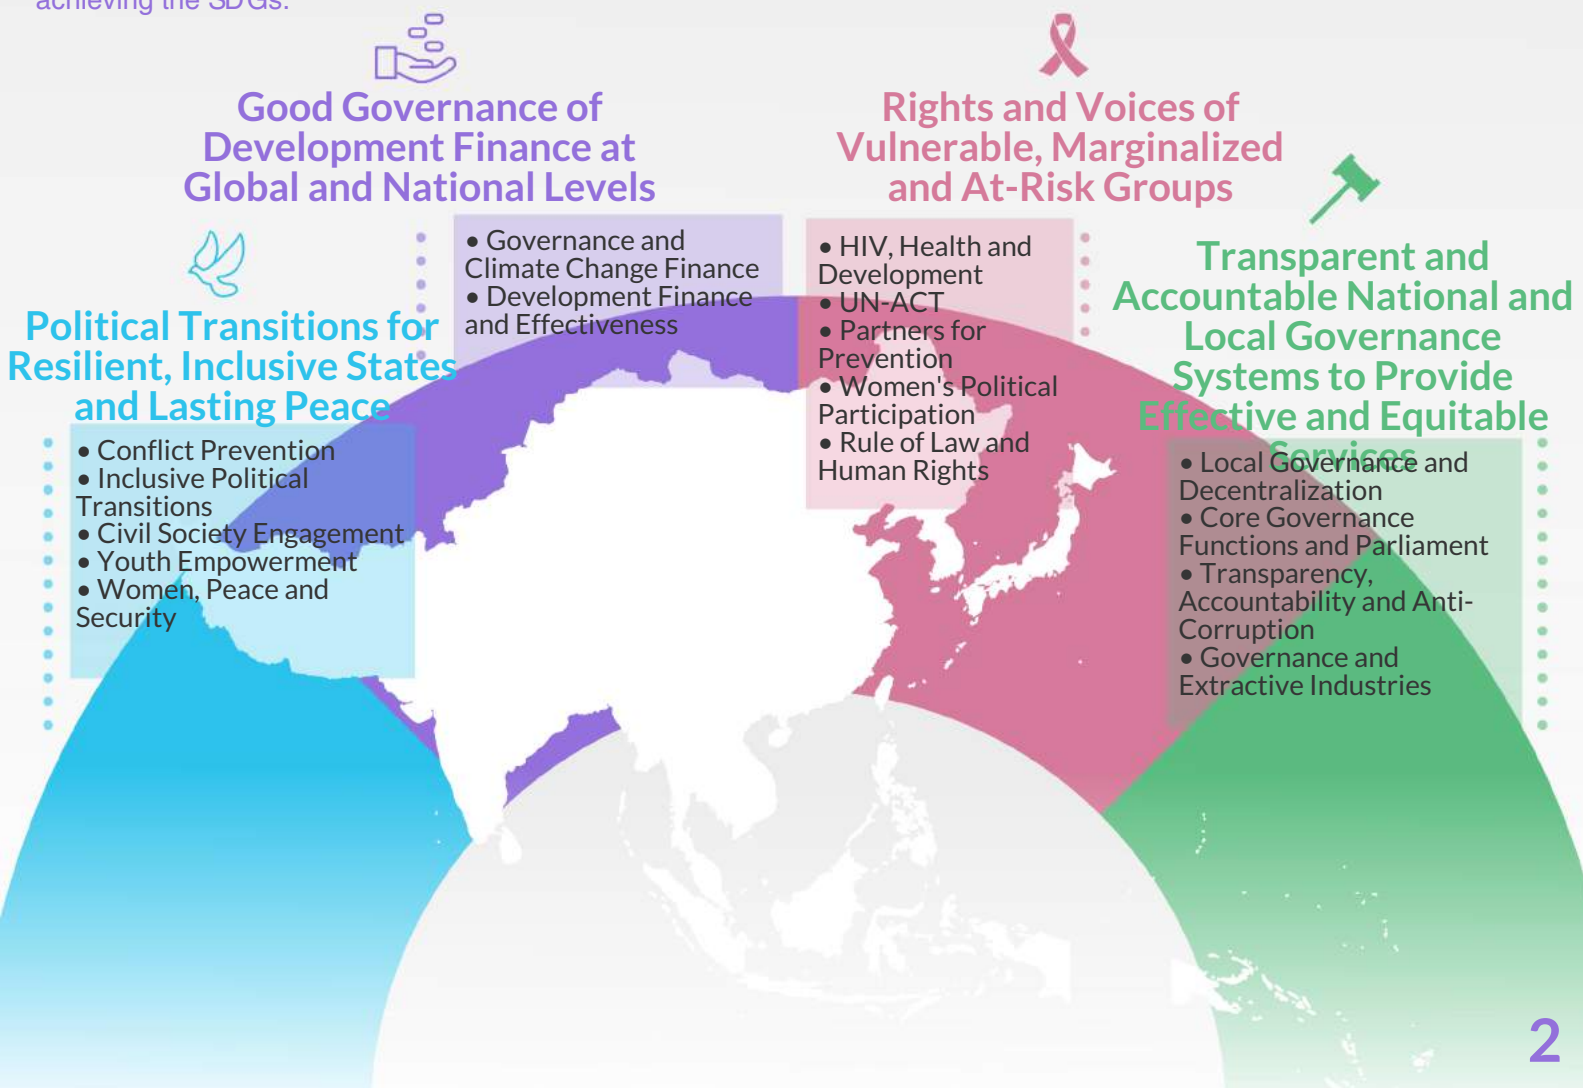 achieving the SDGs.
Good Governance of
Development Finance at
Global and National Levels
• Governance and
Climate Change Finance
• Development Finance
and Effectiveness
Rights and Voices of
Vulnerable, Marginalized
and At-Risk Groups
• HIV, Health and
Development
• UN-ACT
• Partners for
Prevention
• Women's Political
Participation
• Rule of Law and
Human Rights
Political Transitions for
Resilient, Inclusive States
and Lasting Peace
• Conflict Prevention
• Inclusive Political
Transitions
• Civil Society Engagement
• Youth Empowerment
• Women, Peace and
Security
Transparent and
Accountable National and
Local Governance
Systems to Provide
Effective and Equitable
Services
• Local Governance and
Decentralization
• Core Governance
Functions and Parliament
• Transparency,
Accountability and Anti-
Corruption
• Governance and
Extractive Industries
2